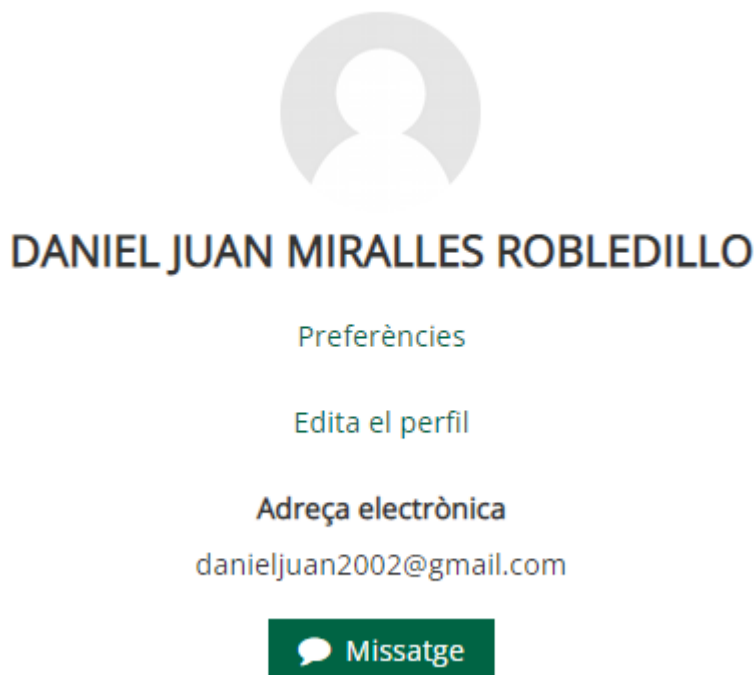 DANIEL JUAN MIRALLES ROBLEDILLO
Preferències
Edita el perfil
Adreça electrònica
danieljuan2002@gmail.com
Missatge